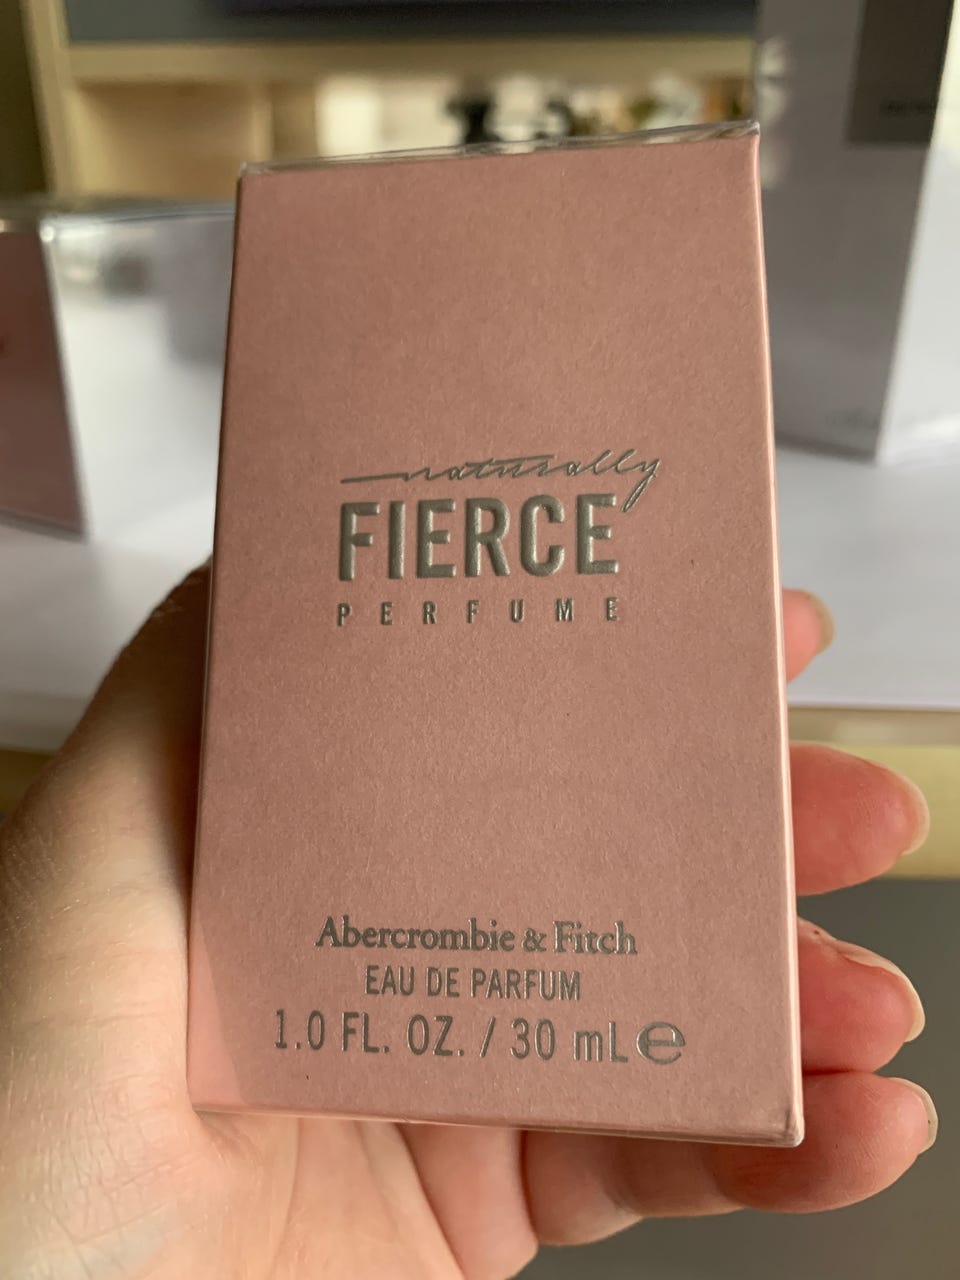 naturally
FIERCE
PERFUME
Abercrombie & Fitch
EAU DE PARFUM
1.0 FL. OZ. / 30 mL ℮